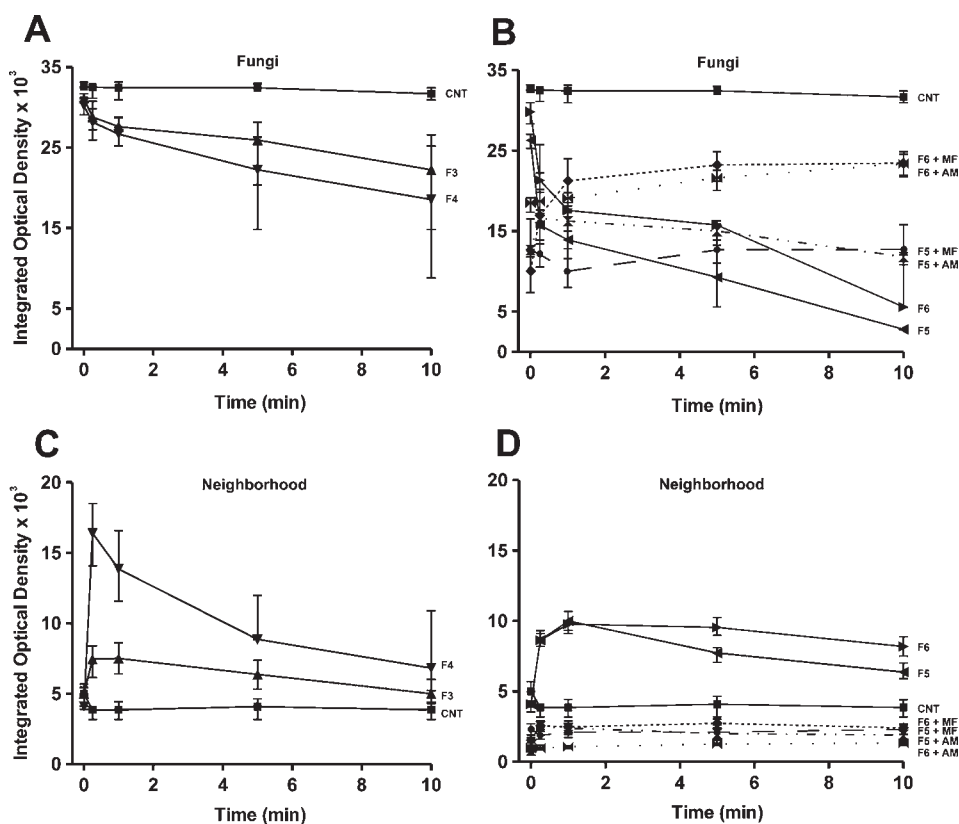 A
Fungi
Integrated Optical Density x 10³
35
25
15
5
0
CNT
F3
F4
0 2 4 6 8 10
Time (min)
B
Fungi
35
25
15
5
0
CNT
F6 + MF
F6 + AM
F5 + MF
F5 + AM
F6
F5
0 2 4 6 8 10
Time (min)
C
Neighborhood
Integrated Optical Density x 10³
20
15
10
5
0
F4
F3
CNT
0 2 4 6 8 10
Time (min)
D
Neighborhood
20
15
10
5
0
F6
F5
CNT
F6 + MF
F5 + MF
F5 + AM
F6 + AM
0 2 4 6 8 10
Time (min)